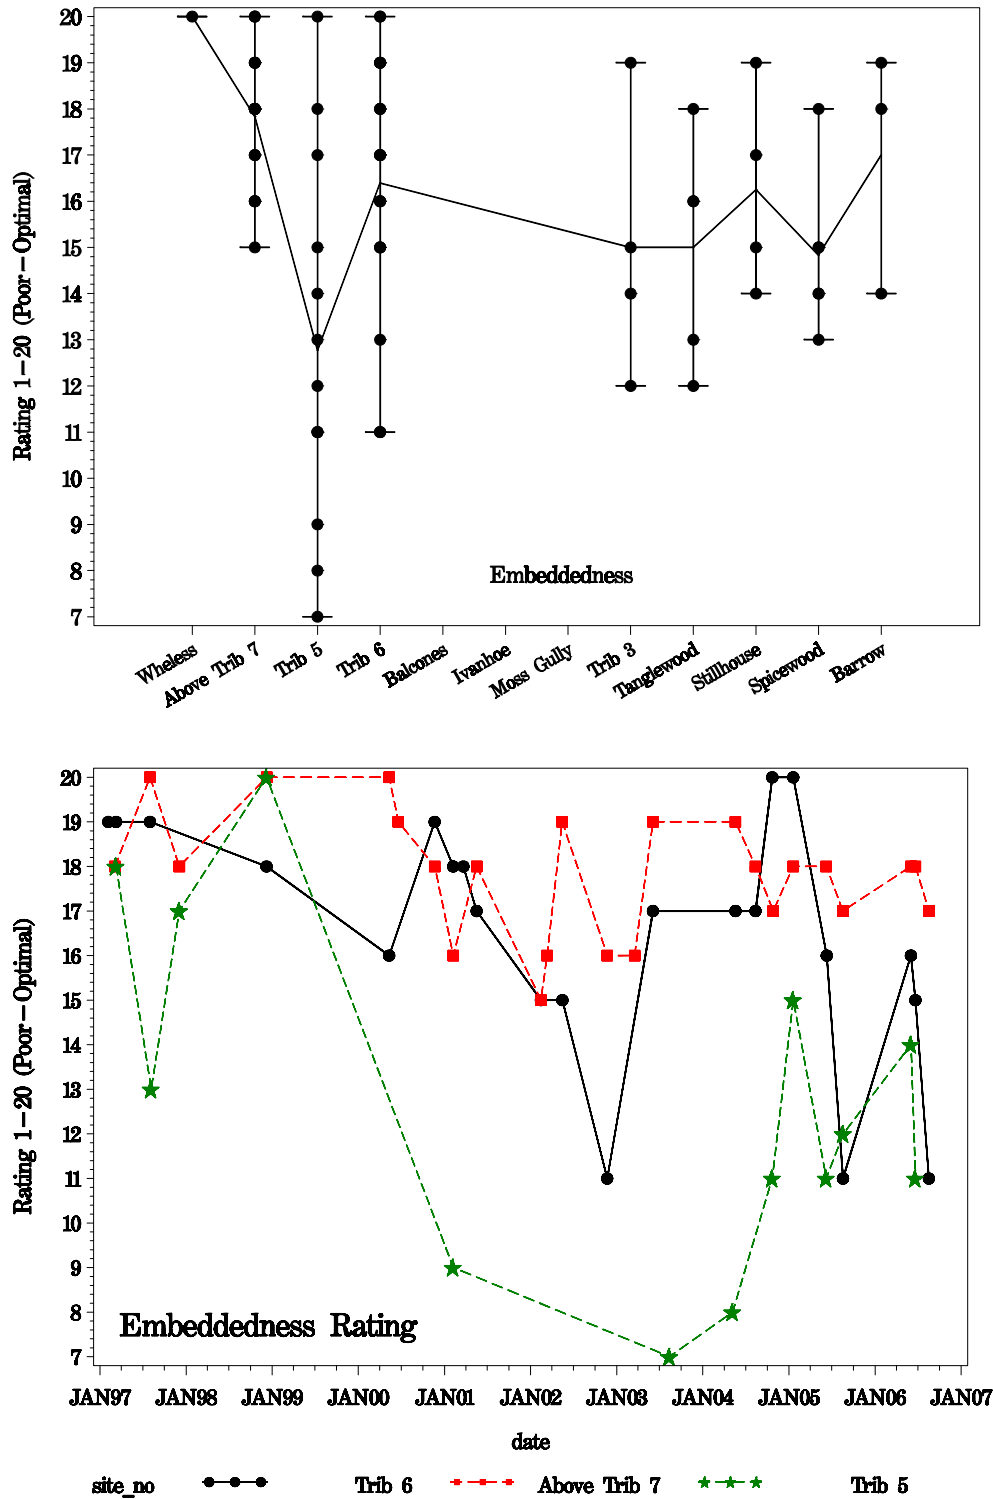 20
19
18
17
16
15
14
13
12
11
10
9
8
7
Rating 1-20 (Poor-Optimal)
Embeddedness
Wheless
Above Trib 7
Trib 5
Trib 6
Balcones
Ivanhoe
Moss Gully
Trib 3
Tanglewood
Stillhouse
Spicewood
Barrow
20
19
18
17
16
15
14
13
12
11
10
9
8
7
Rating 1-20 (Poor-Optimal)
Embeddedness Rating
JAN97 JAN98 JAN99 JAN00 JAN01 JAN02 JAN03 JAN04 JAN05 JAN06 JAN07
date
site_no Trib 6 Above Trib 7 Trib 5